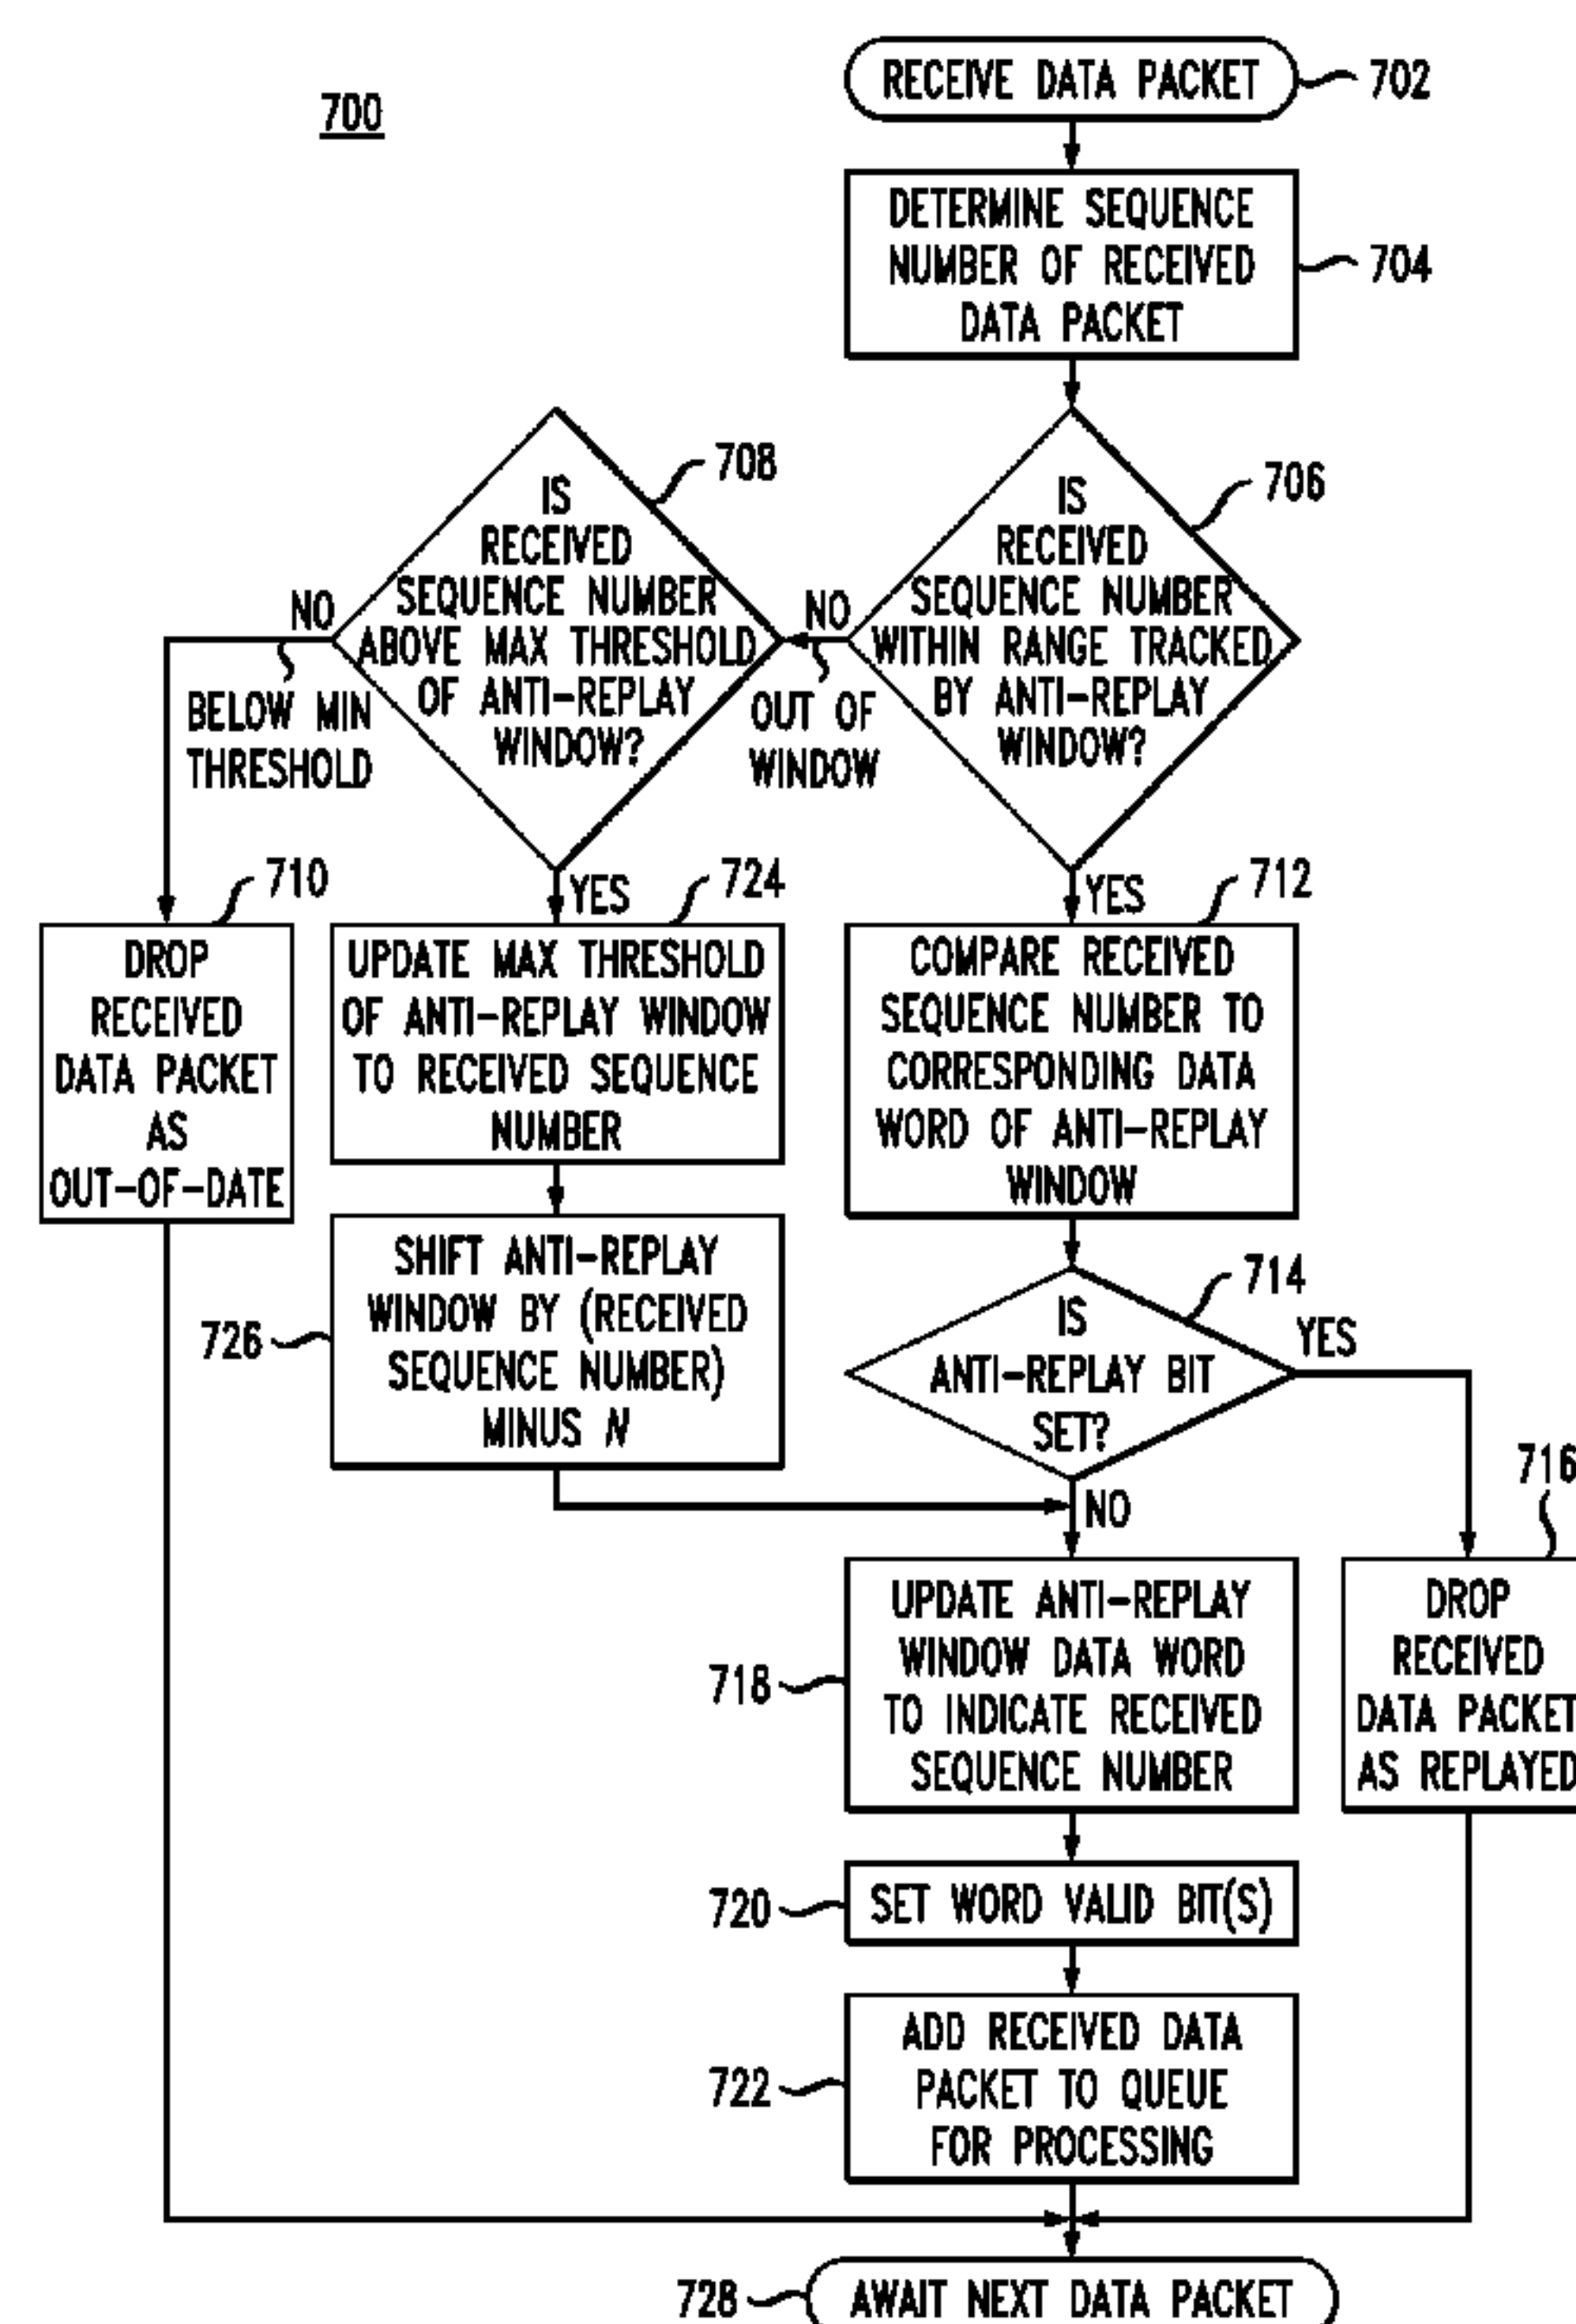 700
RECEIVE DATA PACKET
702
DETERMINE SEQUENCE
NUMBER OF RECEIVED
DATA PACKET
704
IS
RECEIVED
SEQUENCE NUMBER
WITHIN RANGE TRACKED
BY ANTI-REPLAY
WINDOW?
706
NO
OUT OF
WINDOW
YES
IS
RECEIVED
SEQUENCE NUMBER
ABOVE MAX THRESHOLD
OF ANTI-REPLAY
WINDOW?
708
NO
BELOW MIN
THRESHOLD
YES
710
DROP
RECEIVED
DATA PACKET
AS
OUT-OF-DATE
724
UPDATE MAX THRESHOLD
OF ANTI-REPLAY WINDOW
TO RECEIVED SEQUENCE
NUMBER
712
COMPARE RECEIVED
SEQUENCE NUMBER TO
CORRESPONDING DATA
WORD OF ANTI-REPLAY
WINDOW
726
SHIFT ANTI-REPLAY
WINDOW BY (RECEIVED
SEQUENCE NUMBER)
MINUS N
714
IS
ANTI-REPLAY BIT
SET?
YES
NO
716
DROP
RECEIVED
DATA PACKET
AS REPLAYED
718
UPDATE ANTI-REPLAY
WINDOW DATA WORD
TO INDICATE RECEIVED
SEQUENCE NUMBER
720
SET WORD VALID BIT(S)
722
ADD RECEIVED DATA
PACKET TO QUEUE
FOR PROCESSING
728
AWAIT NEXT DATA PACKET